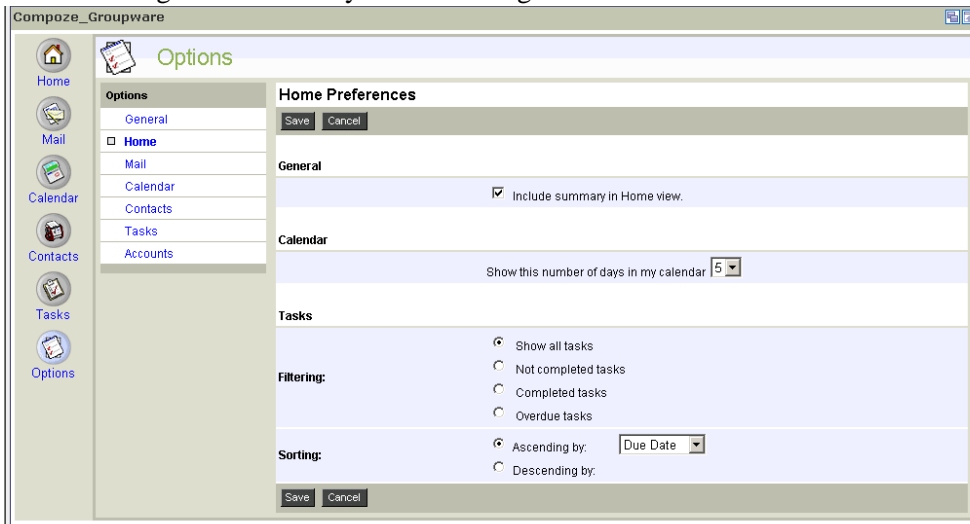 Compoze_Groupware
Options
Home
Mail
Calendar
Contacts
Tasks
Options
Options
General
Home
Mail
Calendar
Contacts
Tasks
Accounts
Home Preferences
Save Cancel
General
Include summary in Home view.
Calendar
Show this number of days in my calendar 5
Tasks
Filtering:
Show all tasks
Not completed tasks
Completed tasks
Overdue tasks
Sorting:
Ascending by: Due Date
Descending by:
Save Cancel